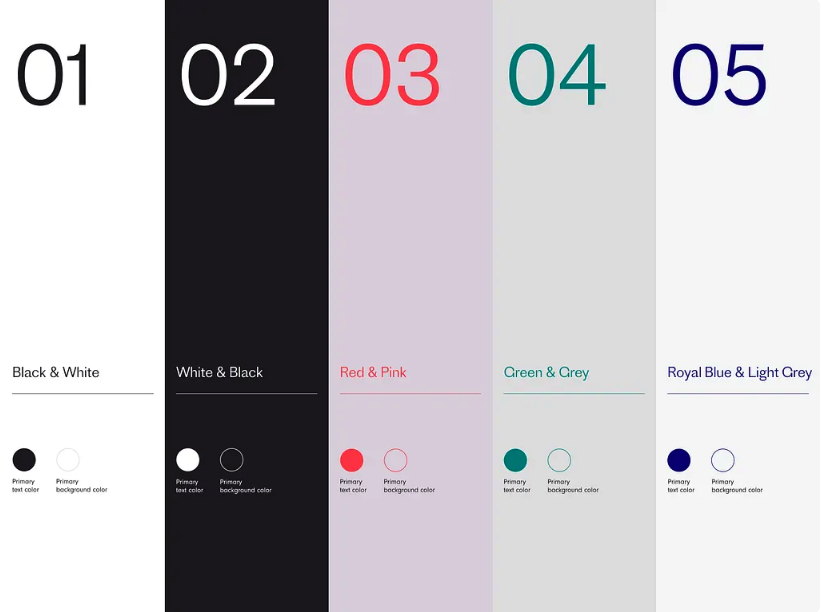 01
Black & White
Primary
text color
Primary
background color
02
White & Black
Primary
text color
Primary
background color
03
Red & Pink
Primary
text color
Primary
background color
04
Green & Grey
Primary
text color
Primary
background color
05
Royal Blue & Light Grey
Primary
text color
Primary
background color